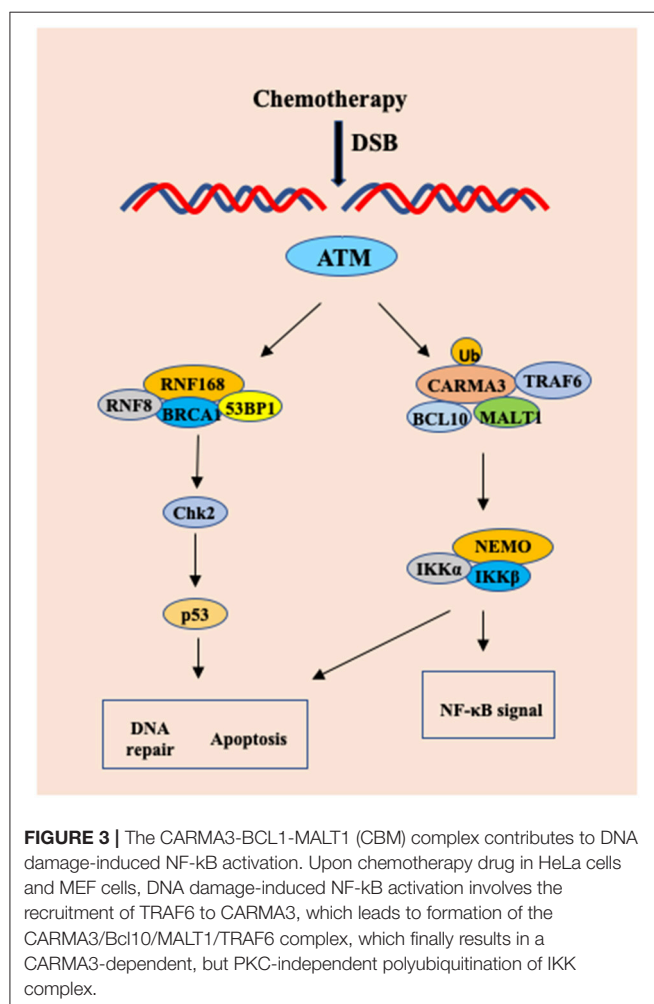 Chemotherapy
DSB
ATM
Ub
RNF168
CARMA3
TRAF6
RNF8
BRCA1
53BP1
BCL10
MALT1
Chk2
NEMO
IKKα
IKKβ
p53
NF-κB signal
DNA
repair
Apoptosis
FIGURE 3 | The CARMA3-BCL1-MALT1 (CBM) complex contributes to DNA
damage-induced NF-kB activation. Upon chemotherapy drug in HeLa cells
and MEF cells, DNA damage-induced NF-kB activation involves the
recruitment of TRAF6 to CARMA3, which leads to formation of the
CARMA3/Bcl10/MALT1/TRAF6 complex, which finally results in a
CARMA3-dependent, but PKC-independent polyubiquitination of IKK
complex.